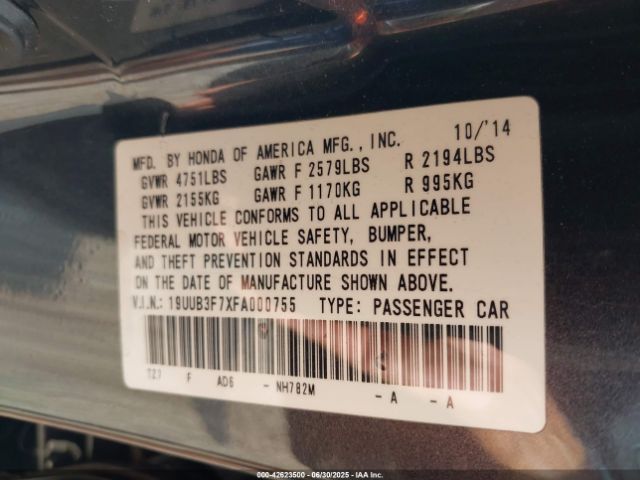 10/'14
MFD. BY HONDA OF AMERICA MFG., INC.
GVWR 4751LBS GAWR F 2579LBS R 2194LBS
GVWR 2155KG GAWR F 1170KG R 995KG
THIS VEHICLE CONFORMS TO ALL APPLICABLE
FEDERAL MOTOR VEHICLE SAFETY, BUMPER,
AND THEFT PREVENTION STANDARDS IN EFFECT
ON THE DATE OF MANUFACTURE SHOWN ABOVE.
V.I.N.: 19UUB3F7XFA000755 TYPE: PASSENGER CAR
F AD6 - NH782M - A - A
000-42623500 | 06/30/2025 - IAA Inc.